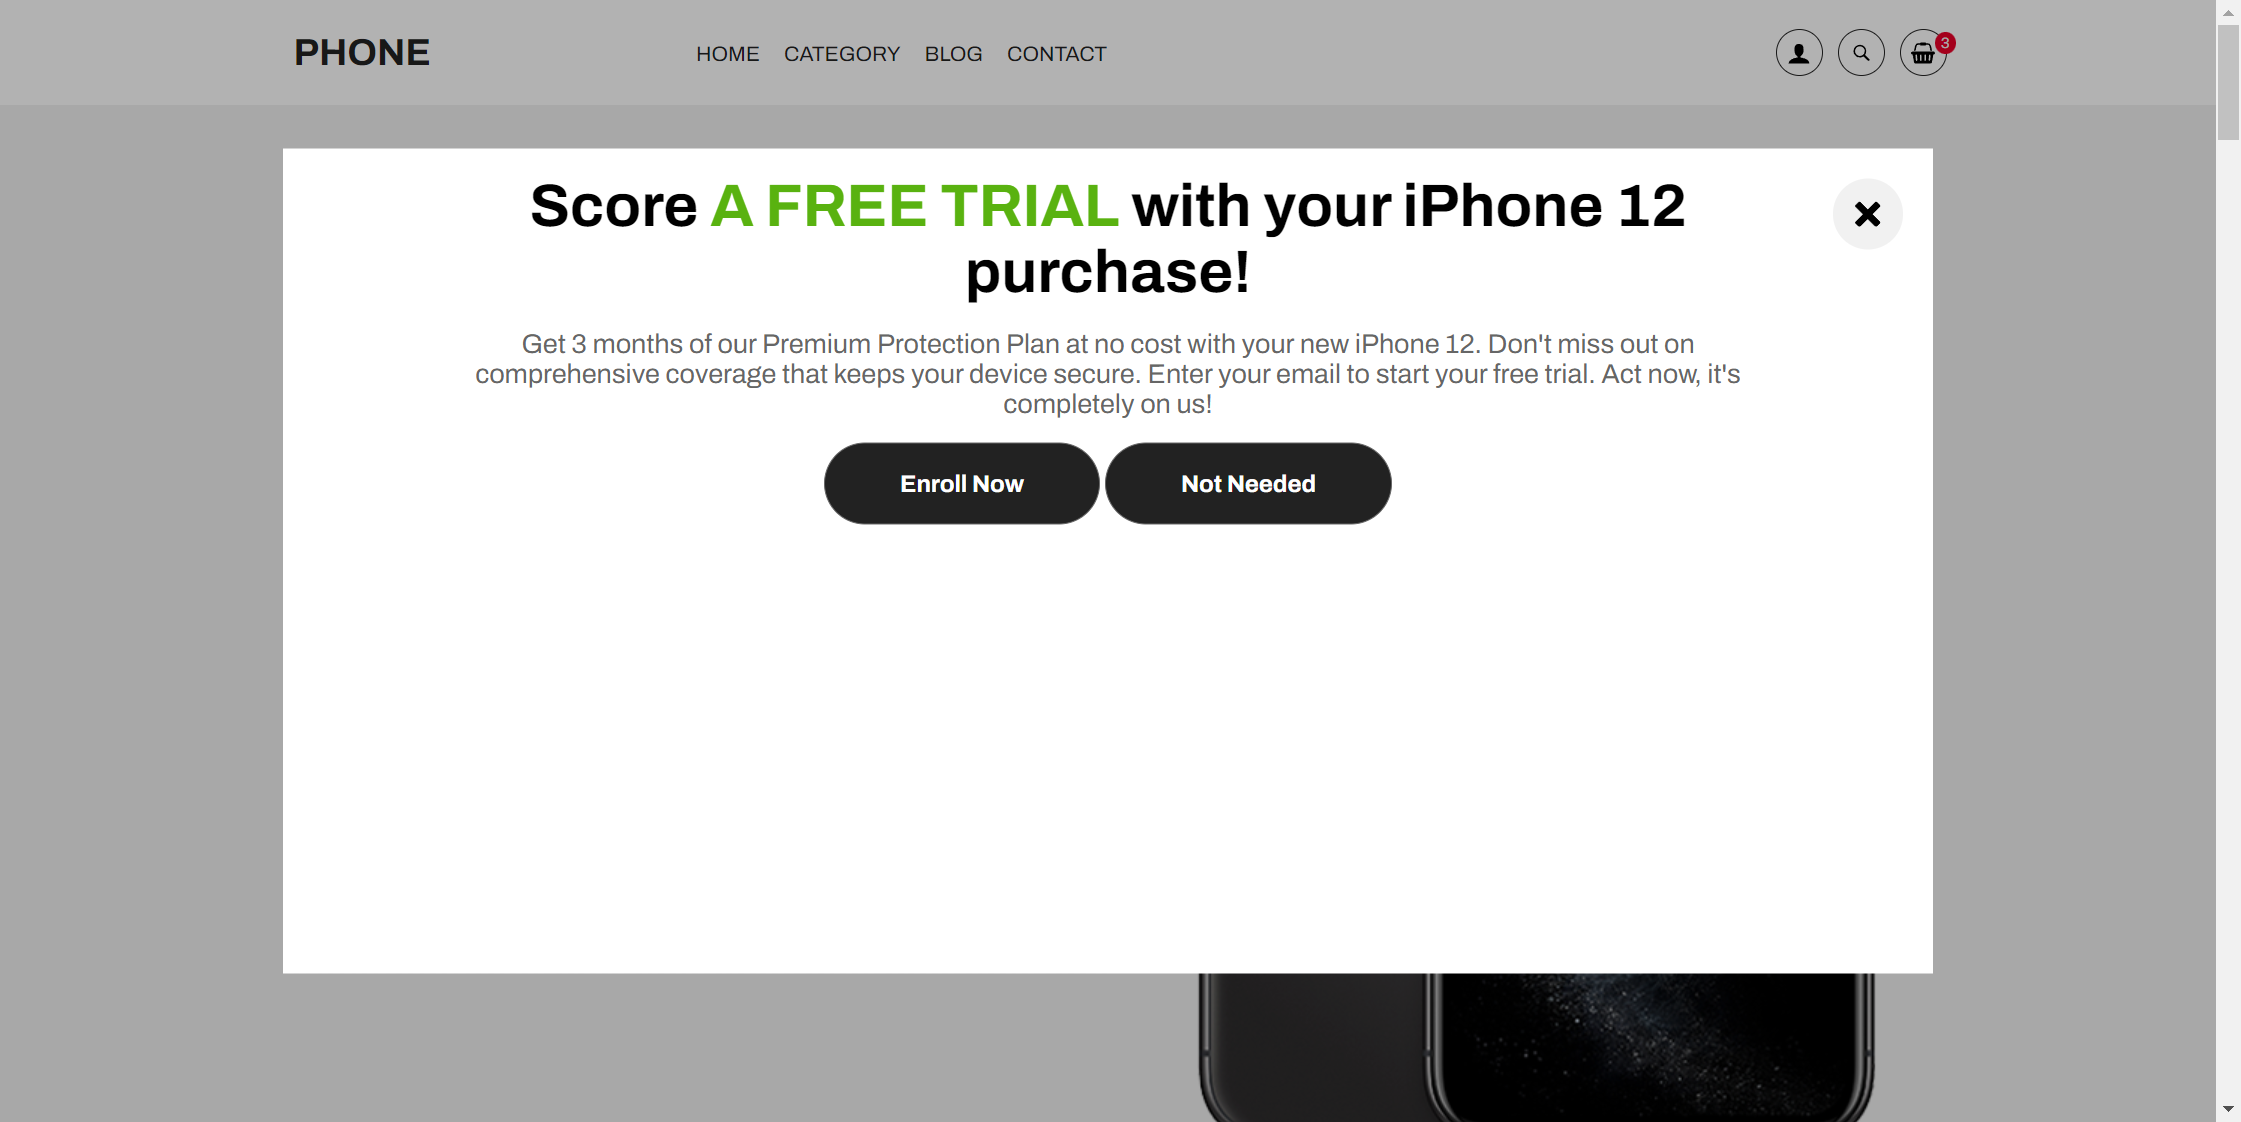 PHONE
HOME CATEGORY BLOG CONTACT
3
Score A FREE TRIAL with your iPhone 12
purchase!
Get 3 months of our Premium Protection Plan at no cost with your new iPhone 12. Don't miss out on
comprehensive coverage that keeps your device secure. Enter your email to start your free trial. Act now, it's
completely on us!
Enroll Now
Not Needed